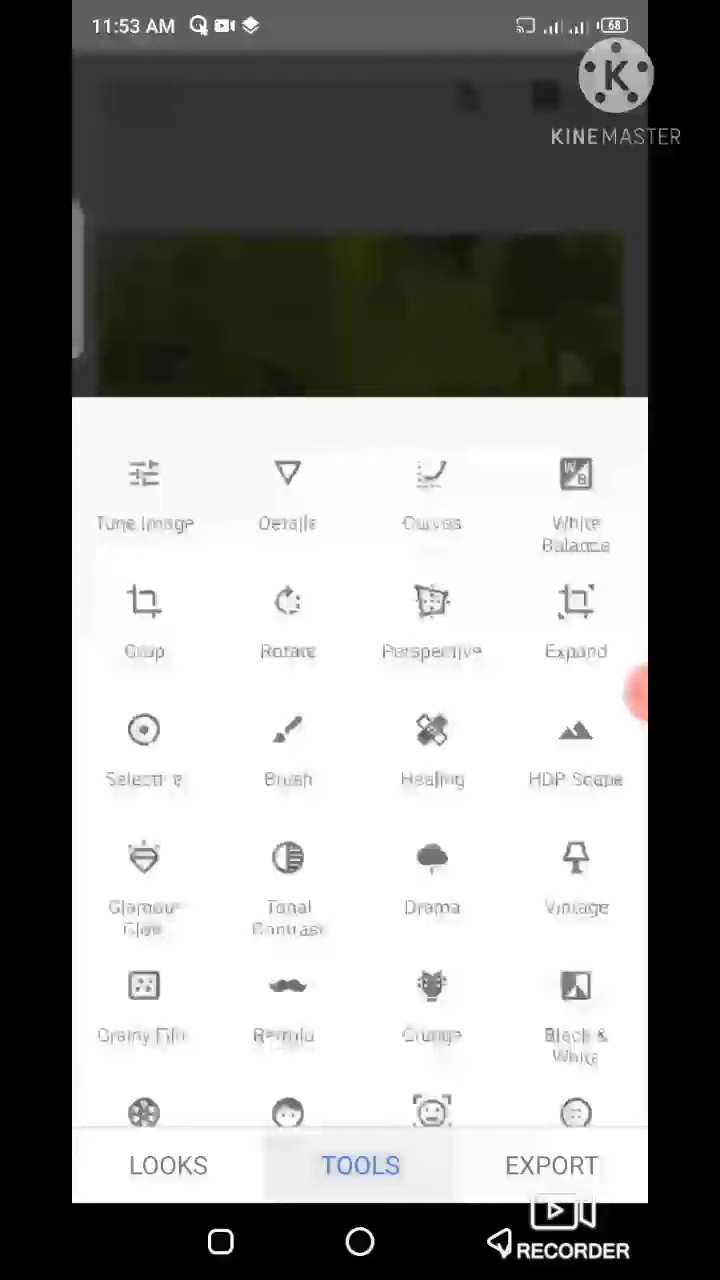 11:53 AM
68
K
KINEMASTER
Tune Image
Details
Curves
White
Balance
Crop
Rotate
Perspective
Expand
Selective
Brush
Healing
HDR Scape
Glamour
Glow
Tonal
Contrast
Drama
Vintage
Grainy Film
Retrolux
Grunge
Black &
White
LOOKS
TOOLS
EXPORT
RECORDER